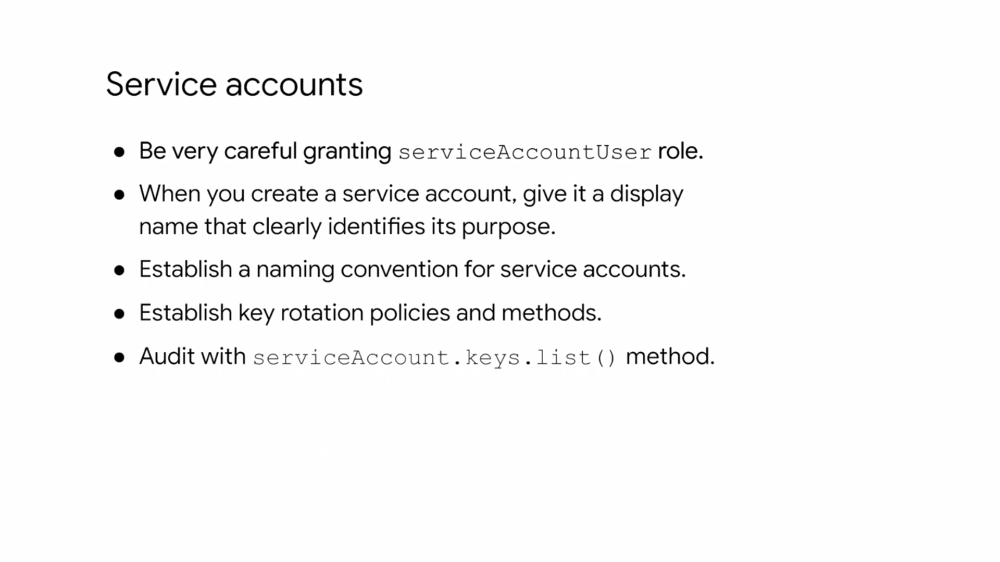 Service accounts
● Be very careful granting serviceAccountUser role.
● When you create a service account, give it a display
name that clearly identifies its purpose.
● Establish a naming convention for service accounts.
● Establish key rotation policies and methods.
● Audit with serviceAccount.keys.list() method.